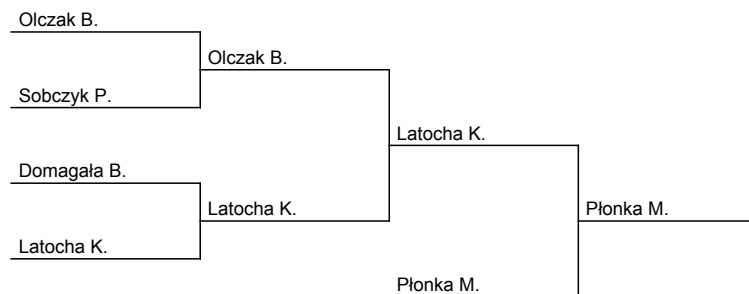 Olczak B.
Olczak B.
Sobczyk P.
Latocha K.
Domagała B.
Latocha K.
Płonka M.
Latocha K.
Płonka M.